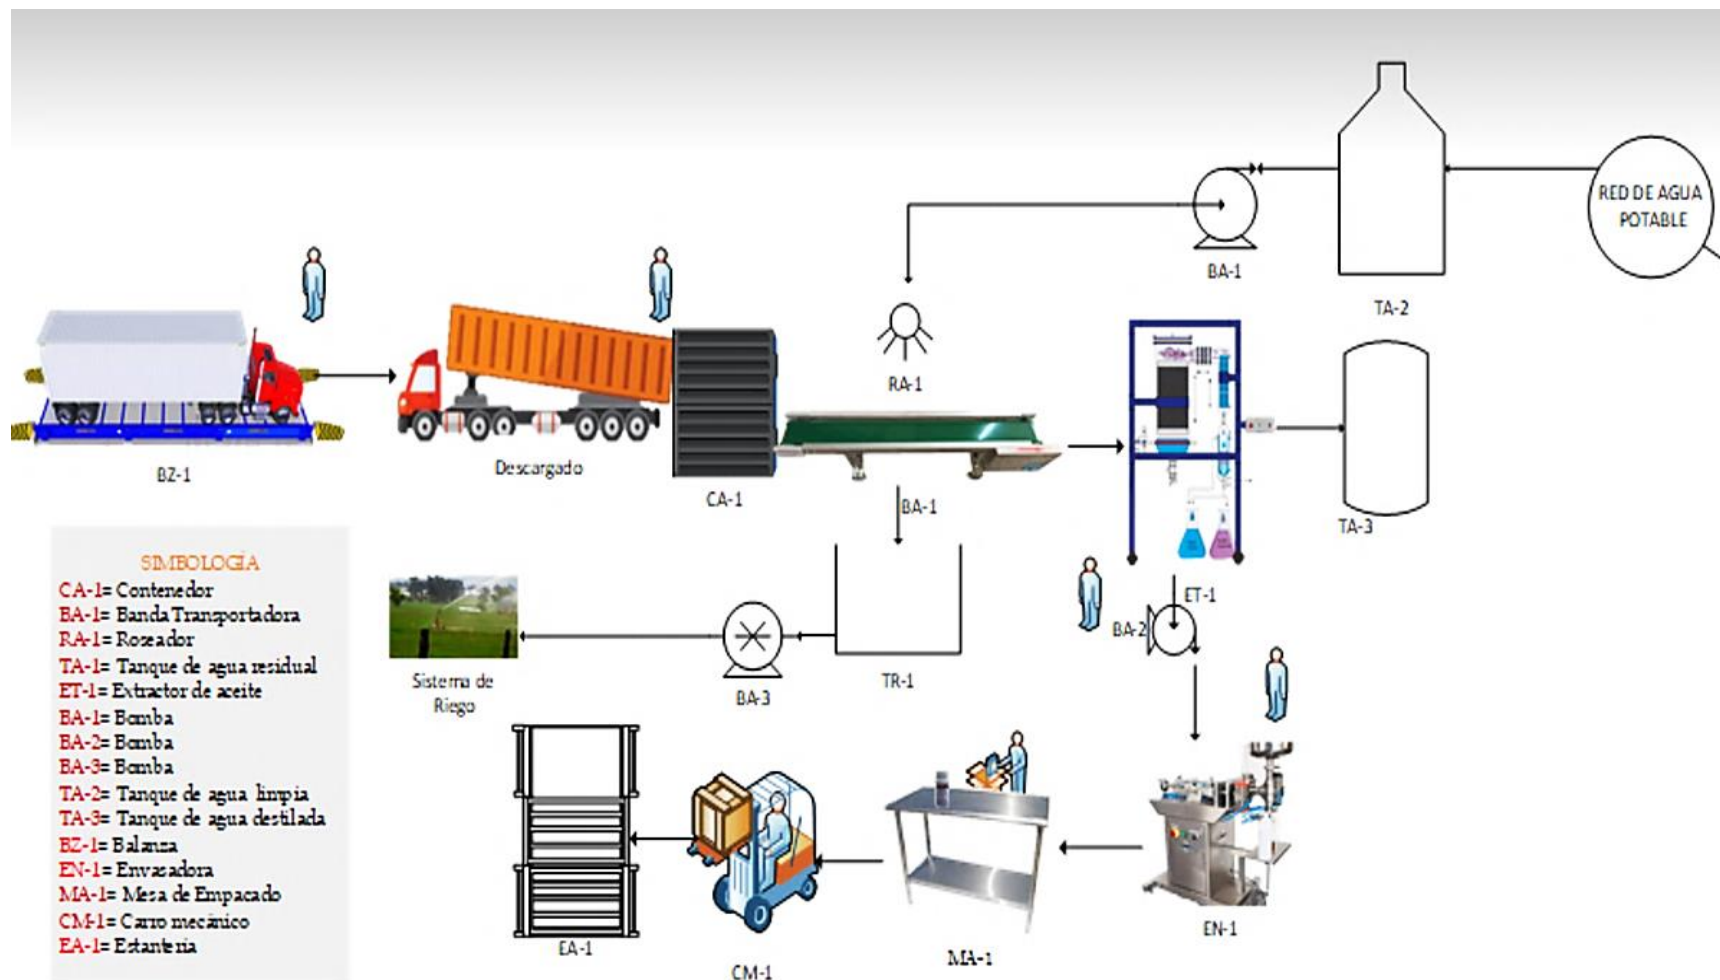 RED DE AGUA
POTABLE
BA-1
TA-2
RA-1
BZ-1
Descargado
CA-1
BA-1
TA-3
ET-1
BA-2
Sistema de
Riego
BA-3
TR-1
EA-1
CM-1
MA-1
EN-1
SIMBOLOGÍA
CA-1= Contenedor
BA-1= Banda Transportadora
RA-1= Roseador
TA-1= Tanque de agua residual
ET-1= Extractor de aceite
BA-1= Bomba
BA-2= Bomba
BA-3= Bomba
TA-2= Tanque de agua limpia
TA-3= Tanque de agua destilada
BZ-1= Balanza
EN-1= Envasadora
MA-1= Mesa de Empacado
CM-1= Carro mecánico
EA-1= Estantería